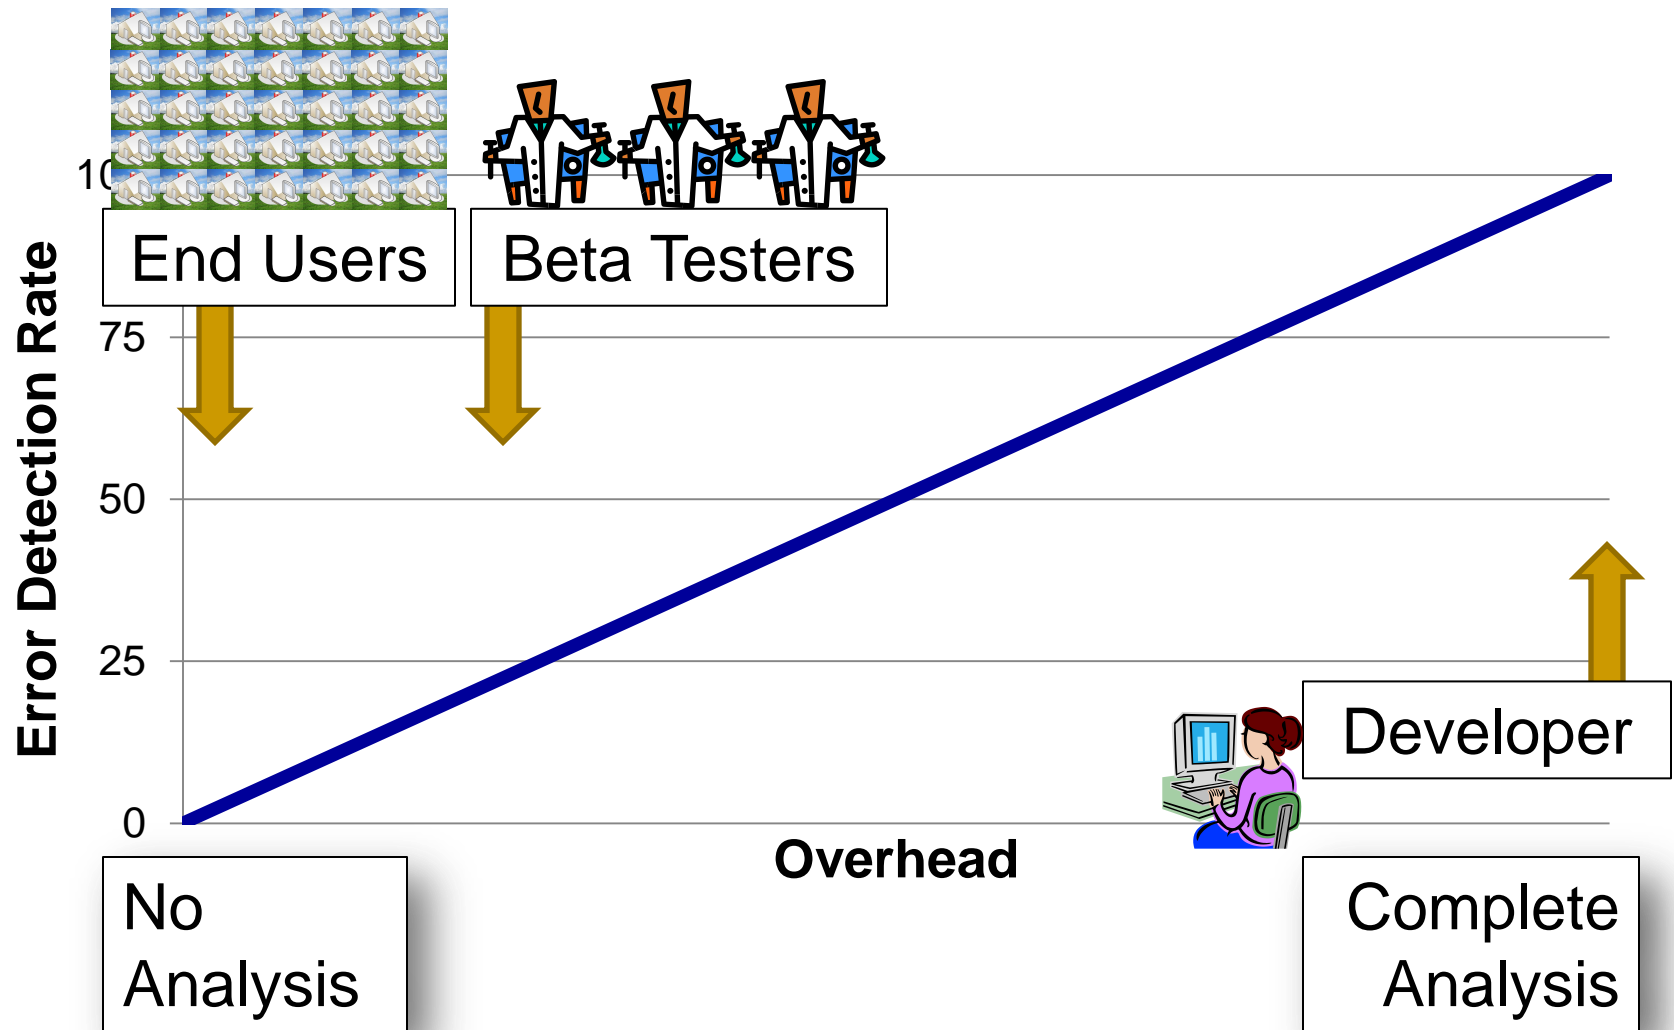 End Users
Beta Testers
75
50
25
0
Error Detection Rate
Overhead
Developer
No
Analysis
Complete
Analysis